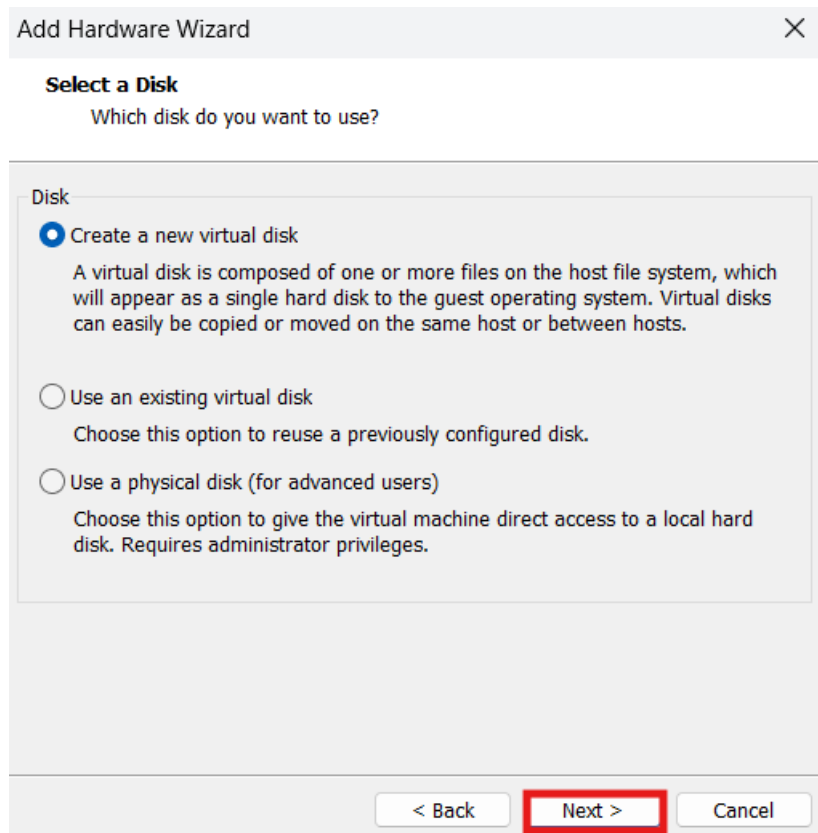 Add Hardware Wizard
Select a Disk
Which disk do you want to use?
Disk
Create a new virtual disk
A virtual disk is composed of one or more files on the host file system, which
will appear as a single hard disk to the guest operating system. Virtual disks
can easily be copied or moved on the same host or between hosts.
Use an existing virtual disk
Choose this option to reuse a previously configured disk.
Use a physical disk (for advanced users)
Choose this option to give the virtual machine direct access to a local hard
disk. Requires administrator privileges.
< Back Next > Cancel